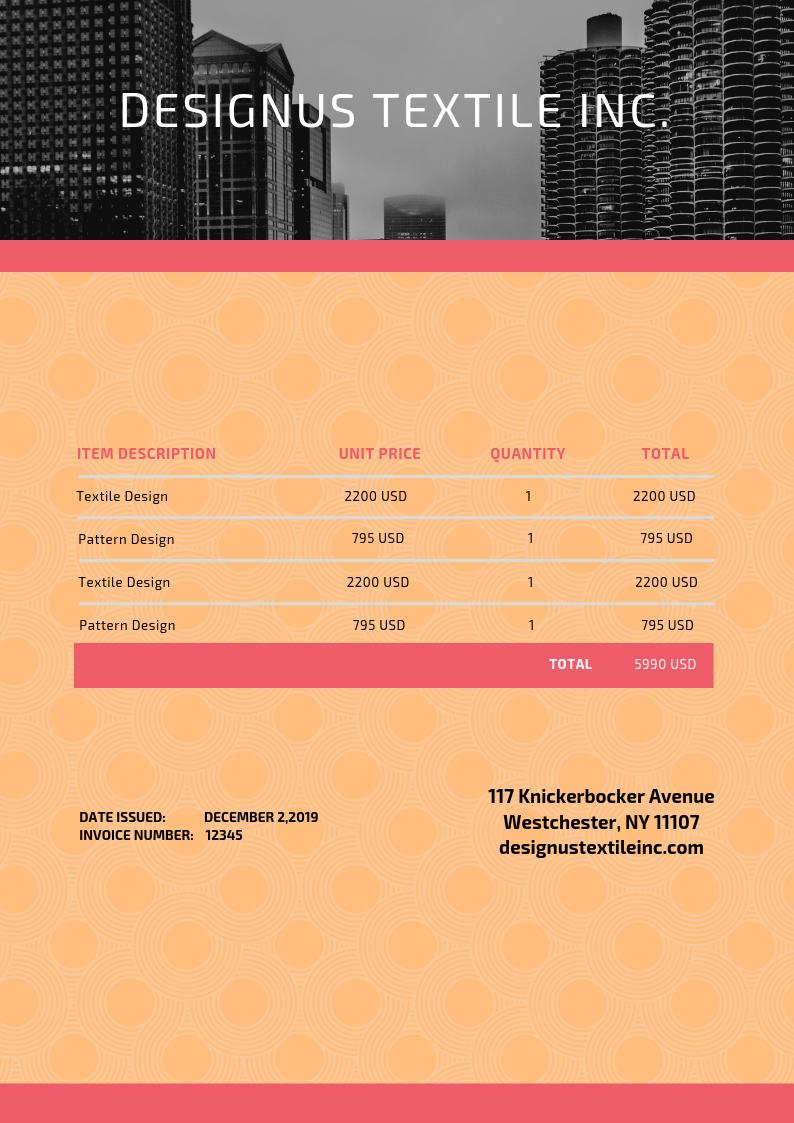 DESIGNUS TEXTILE INC.
ITEM DESCRIPTION UNIT PRICE QUANTITY TOTAL
Textile Design 2200 USD 1 2200 USD
Pattern Design 795 USD 1 795 USD
Textile Design 2200 USD 1 2200 USD
Pattern Design 795 USD 1 795 USD
TOTAL 5990 USD
DATE ISSUED: DECEMBER 2,2019
INVOICE NUMBER: 12345
117 Knickerbocker Avenue
Westchester, NY 11107
designustextileinc.com